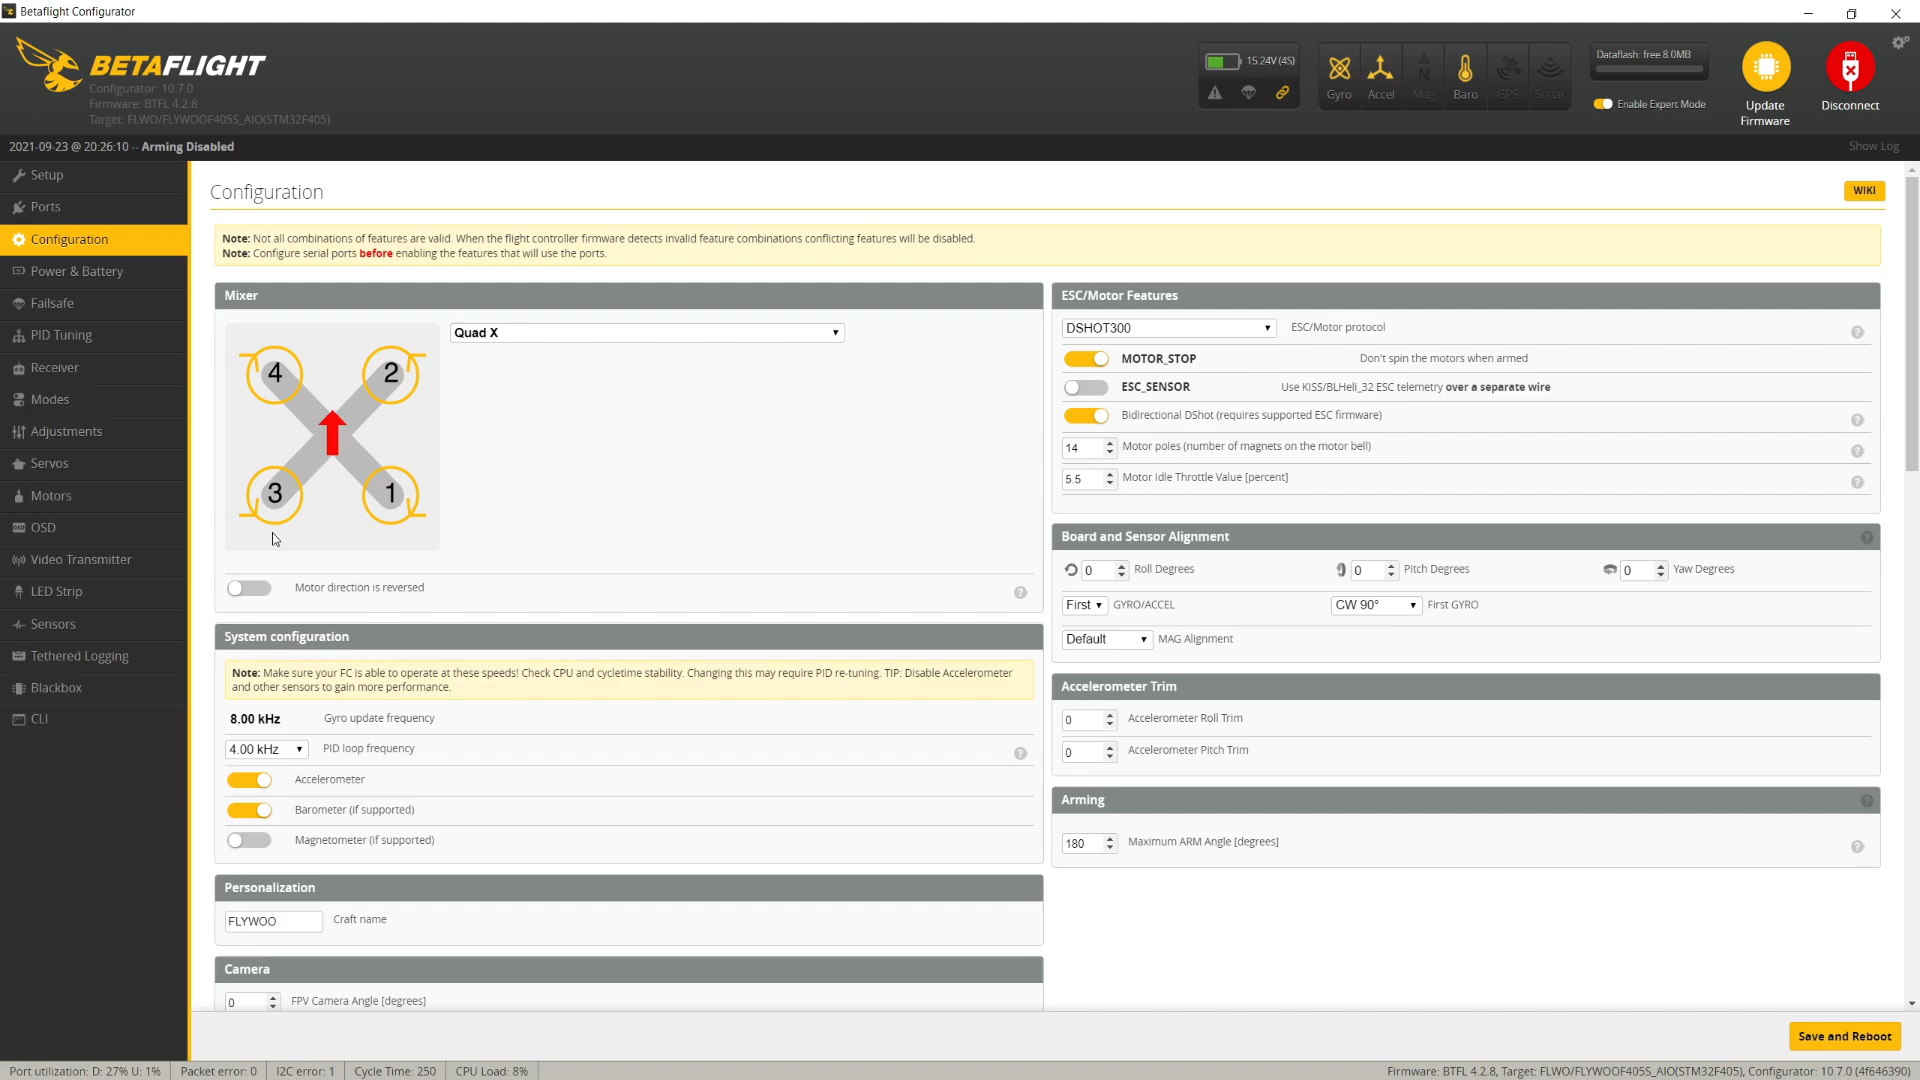 Betaflight Configurator
BETAFLIGHT
Configurator: 10.7.0
Firmware: BTFL 4.2.8
Target: FLWO/FLYWOOF405S_AIO(STM32F405)
15.24V (4S)
Gyro
Accel
Mag
Baro
GPS
Sonar
Dataflash: free 8.0MB
Enable Expert Mode
Update
Firmware
Disconnect
2021-09-23 @ 20:26:10 -- Arming Disabled
Show Log
Setup
Ports
Configuration
Power & Battery
Failsafe
PID Tuning
Receiver
Modes
Adjustments
Servos
Motors
OSD
Video Transmitter
LED Strip
Sensors
Tethered Logging
Blackbox
CLI
Configuration
WIKI
Note: Not all combinations of features are valid. When the flight controller firmware detects invalid feature combinations conflicting features will be disabled.
Note: Configure serial ports before enabling the features that will use the ports.
Mixer
Quad X
4
2
3
1
Motor direction is reversed
System configuration
Note: Make sure your FC is able to operate at these speeds! Check CPU and cycletime stability. Changing this may require PID re-tuning. TIP: Disable Accelerometer
and other sensors to gain more performance.
8.00 kHz Gyro update frequency
4.00 kHz PID loop frequency
Accelerometer
Barometer (if supported)
Magnetometer (if supported)
Personalization
FLYWOO Craft name
Camera
0 FPV Camera Angle [degrees]
ESC/Motor Features
DSHOT300 ESC/Motor protocol
MOTOR_STOP Don't spin the motors when armed
ESC_SENSOR Use KISS/BLHeli_32 ESC telemetry over a separate wire
Bidirectional DShot (requires supported ESC firmware)
14 Motor poles (number of magnets on the motor bell)
5.5 Motor Idle Throttle Value [percent]
Board and Sensor Alignment
0 Roll Degrees 0 Pitch Degrees 0 Yaw Degrees
First GYRO/ACCEL CW 90° First GYRO
Default MAG Alignment
Accelerometer Trim
0 Accelerometer Roll Trim
0 Accelerometer Pitch Trim
Arming
180 Maximum ARM Angle [degrees]
Save and Reboot
Port utilization: D: 27% U: 1% Packet error: 0 I2C error: 1 Cycle Time: 250 CPU Load: 8% Firmware: BTFL 4.2.8, Target: FLWO/FLYWOOF405S_AIO(STM32F405), Configurator: 10.7.0 (4f646390)